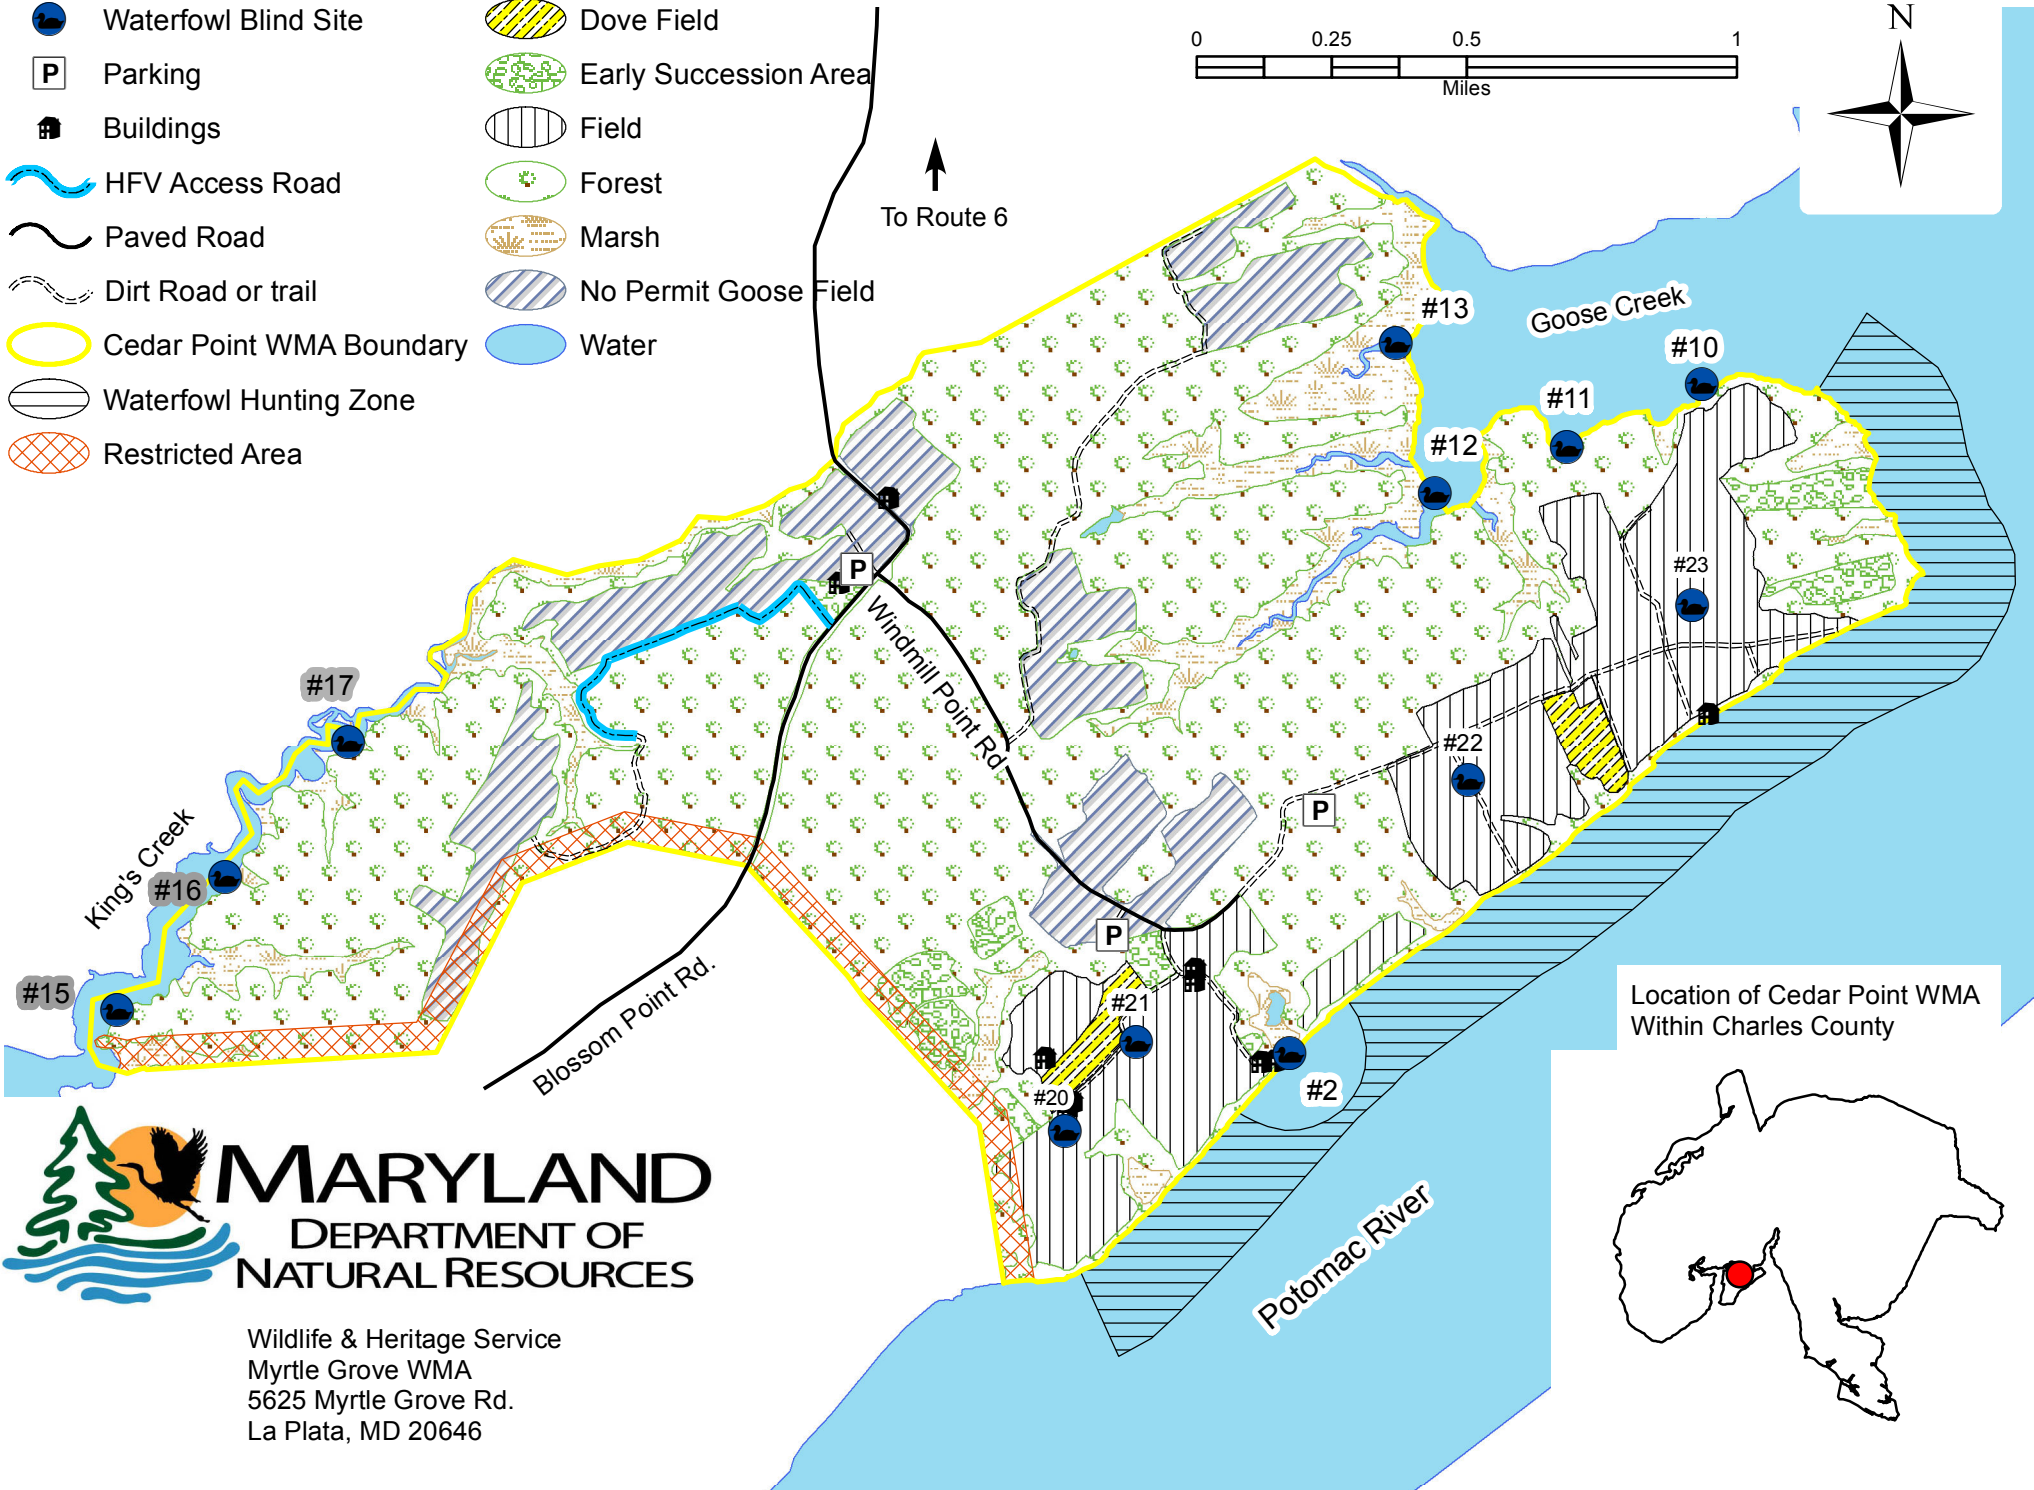 Waterfowl Blind Site
P Parking
Buildings
HFV Access Road
Paved Road
Dirt Road or trail
Cedar Point WMA Boundary
Waterfowl Hunting Zone
Restricted Area
Dove Field
Early Succession Area
Field
Forest
Marsh
No Permit Goose Field
Water
0 0.25 0.5 1
Miles
N
To Route 6
Goose Creek
#13
#10
#11
#12
#23
#22
#17
#16
#15
King's Creek
P
Windmill Point Rd
P
P
Blossom Point Rd.
#21
#20
#2
Potomac River
Location of Cedar Point WMA
Within Charles County
MARYLAND
DEPARTMENT OF
NATURAL RESOURCES
Wildlife & Heritage Service
Myrtle Grove WMA
5625 Myrtle Grove Rd.
La Plata, MD 20646